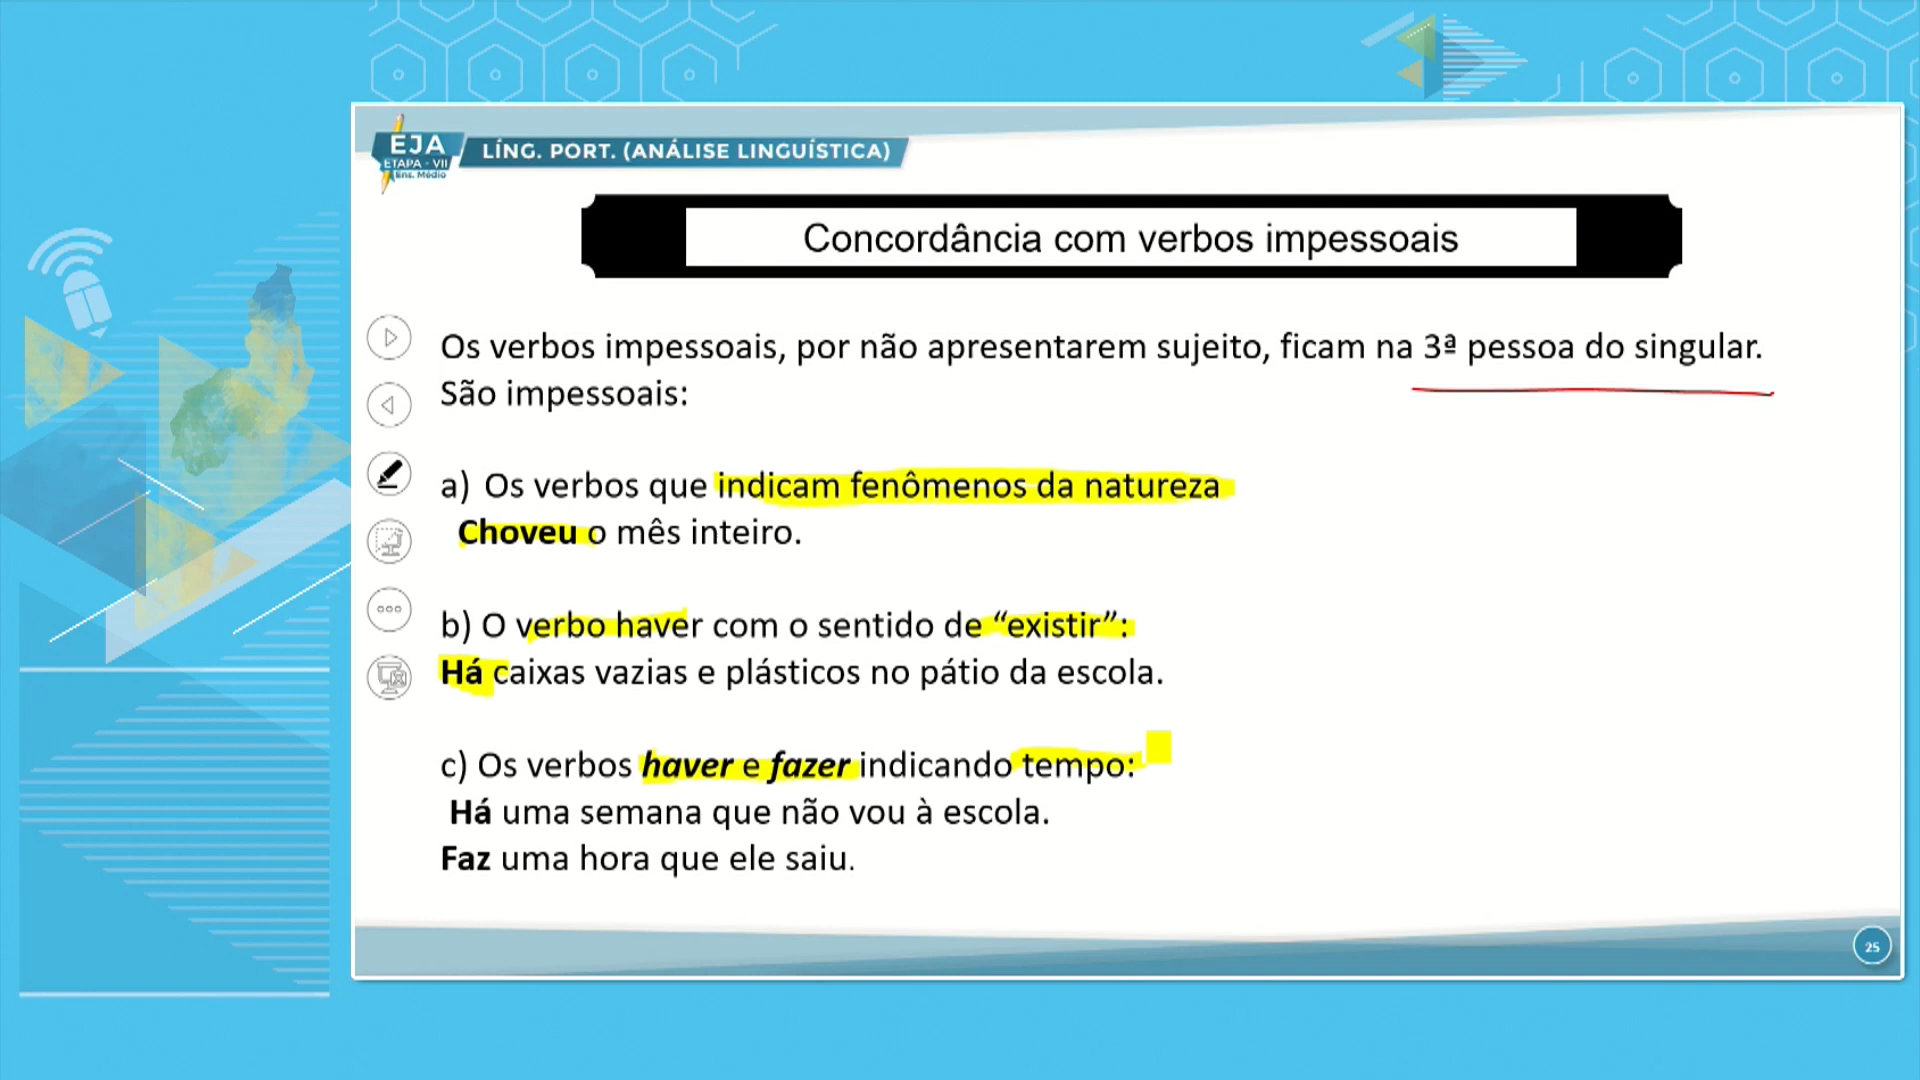 EJA
ETAPA - VII
Ens. Médio
LÍNG. PORT. (ANÁLISE LINGUÍSTICA)
Concordância com verbos impessoais
Os verbos impessoais, por não apresentarem sujeito, ficam na 3ª pessoa do singular.
São impessoais:
a) Os verbos que indicam fenômenos da natureza
Choveu o mês inteiro.
b) O verbo haver com o sentido de “existir”:
Há caixas vazias e plásticos no pátio da escola.
c) Os verbos haver e fazer indicando tempo:
Há uma semana que não vou à escola.
Faz uma hora que ele saiu.
25